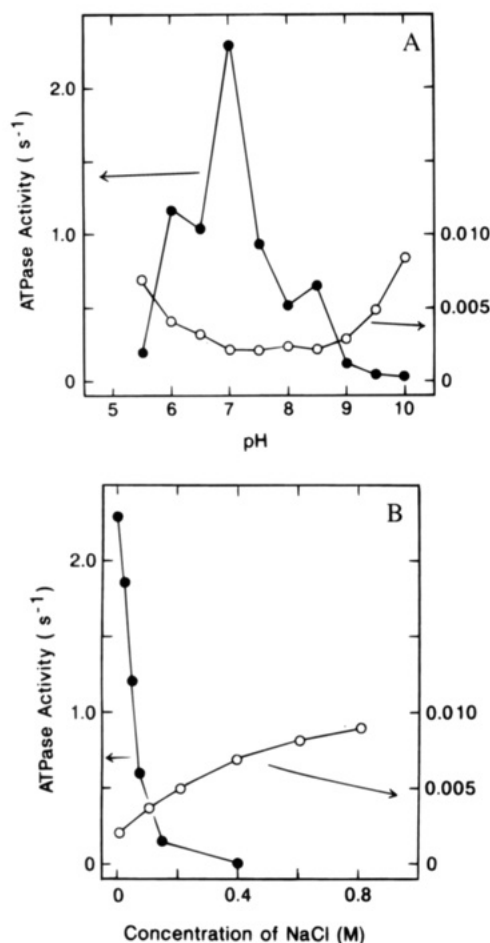 A
ATPase Activity ( s⁻¹)
2.0
1.0
0
0.010
0.005
0
5 6 7 8 9 10
pH
B
ATPase Activity ( s⁻¹)
2.0
1.0
0
0.010
0.005
0
0 0.4 0.8
Concentration of NaCl (M)